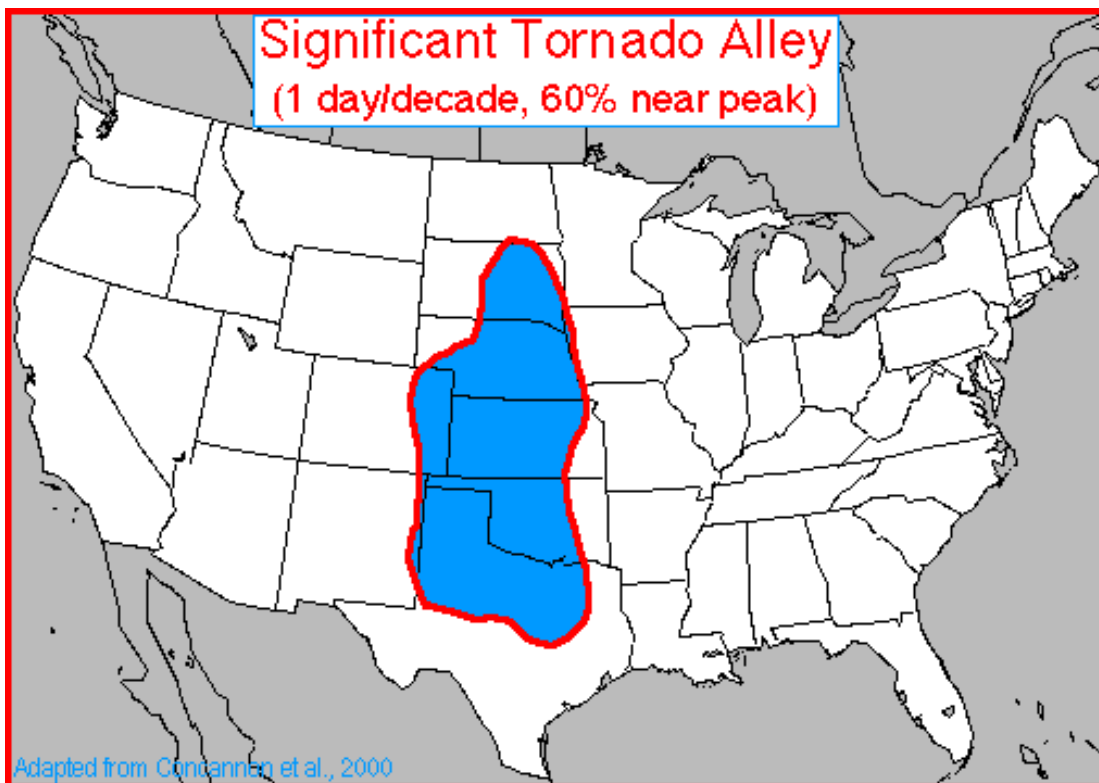 Significant Tornado Alley
(1 day/decade, 60% near peak)
Adapted from Concannon et al., 2000